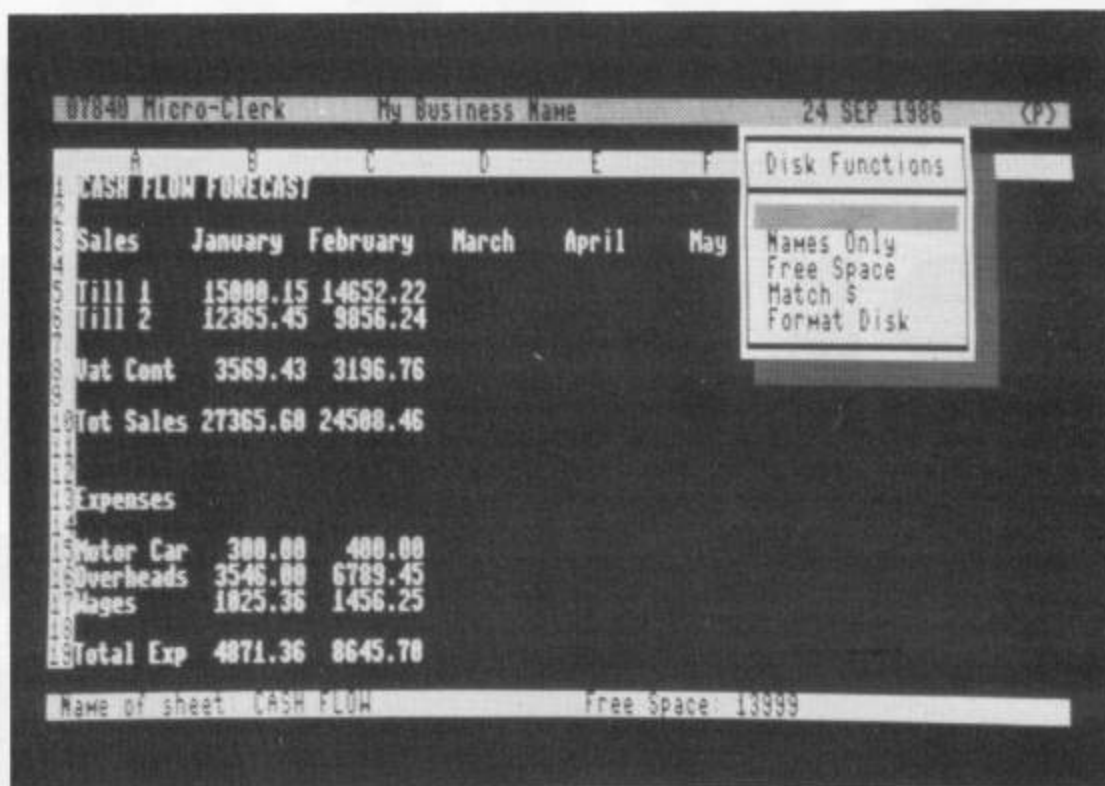 07840 Micro-Clerk My Business Name 24 SEP 1986 (P)
A B C D E F
CASH FLOW FORECAST
Sales January February March April May
Till 1 15000.15 14652.22
Till 2 12365.45 9856.24
Vat Cont 3569.43 3196.76
Tot Sales 27365.60 24508.46
Expenses
Motor Car 300.00 400.00
Overheads 3546.00 6789.45
Wages 1025.36 1456.25
Total Exp 4871.36 8645.70
Disk Functions
Names Only
Free Space
Match $
Format Disk
Name of sheet: CASH FLOW Free Space: 13999